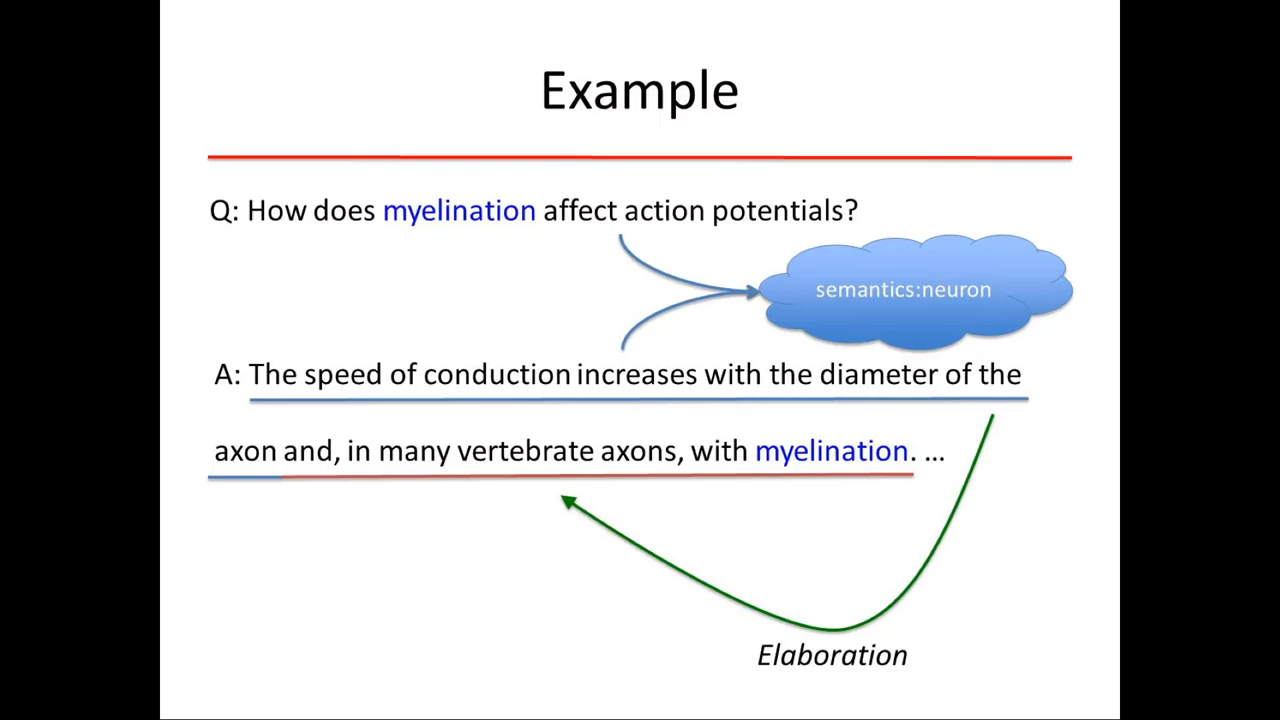 Example
Q: How does myelination affect action potentials?
semantics:neuron
A: The speed of conduction increases with the diameter of the
axon and, in many vertebrate axons, with myelination. ...
Elaboration